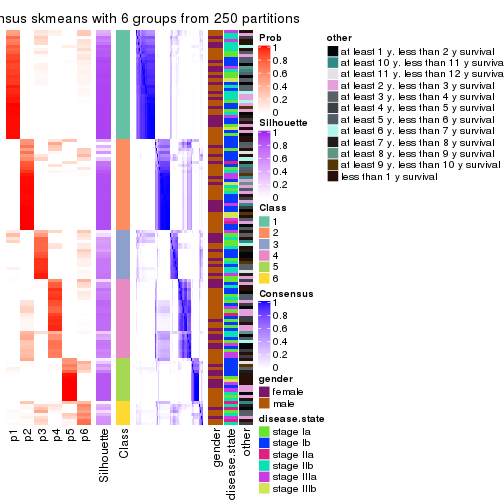 nsus skmeans with 6 groups from 250 partitions
Prob
1
0.8
0.6
0.4
0.2
0
Silhouette
1
0.8
0.6
0.4
0.2
0
Class
1
2
3
4
5
6
Consensus
1
0.8
0.6
0.4
0.2
0
gender
female
male
disease.state
stage Ia
stage Ib
stage IIa
stage IIb
stage IIIa
stage IIIb
other
at least 1 y. less than 2 y survival
at least 10 y. less than 11 y surviva
at least 11 y. less than 12 y surviva
at least 2 y. less than 3 y survival
at least 3 y. less than 4 y survival
at least 4 y. less than 5 y survival
at least 5 y. less than 6 y survival
at least 6 y. less than 7 y survival
at least 7 y. less than 8 y survival
at least 8 y. less than 9 y survival
at least 9 y. less than 10 y survival
less than 1 y survival
p1
p2
p3
p4
p5
p6
Silhouette
Class
gender
disease.state
other